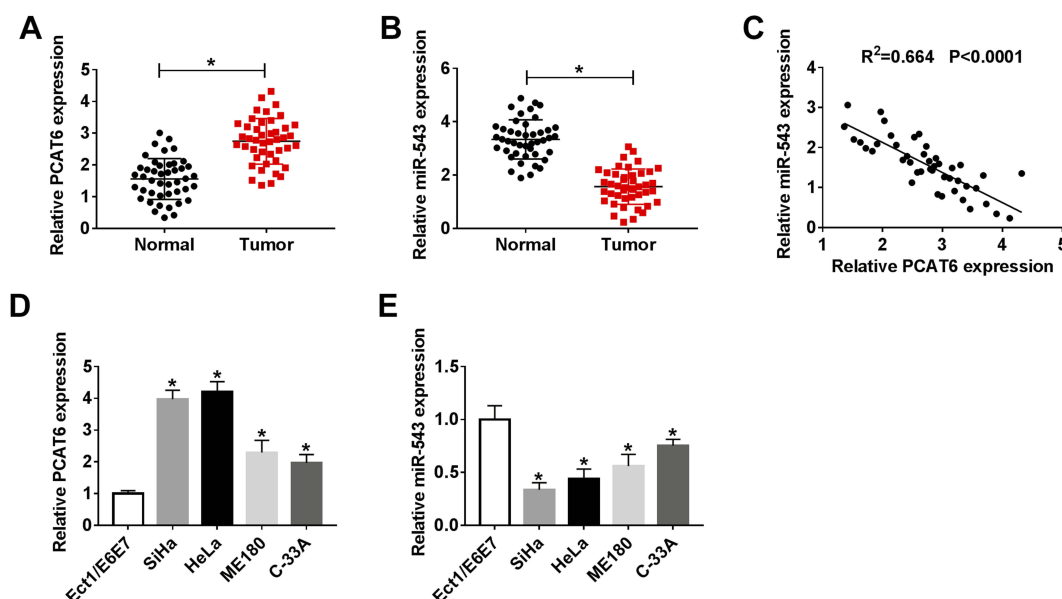 A
Relative PCAT6 expression
5
4
3
2
1
0
*
Normal
Tumor
B
Relative miR-543 expression
6
4
2
0
*
Normal
Tumor
C
R²=0.664 P<0.0001
Relative miR-543 expression
4
3
2
1
0
1
2
3
4
5
Relative PCAT6 expression
D
Relative PCAT6 expression
5
4
3
2
1
0
*
*
*
*
Ect1/E6E7
SiHa
HeLa
ME180
C-33A
E
Relative miR-543 expression
1.5
1.0
0.5
0.0
*
*
*
*
Ect1/E6E7
SiHa
HeLa
ME180
C-33A